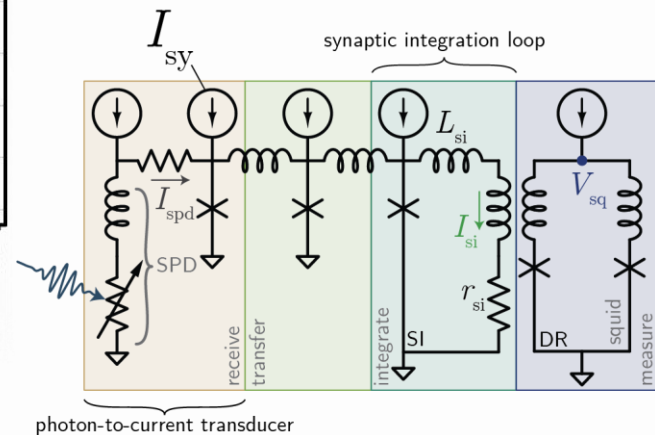 I_sy
synaptic integration loop
L_si
I_spd
SPD
I_si
r_si
V_sq
SI
DR
receive
transfer
integrate
squid
measure
photon-to-current transducer